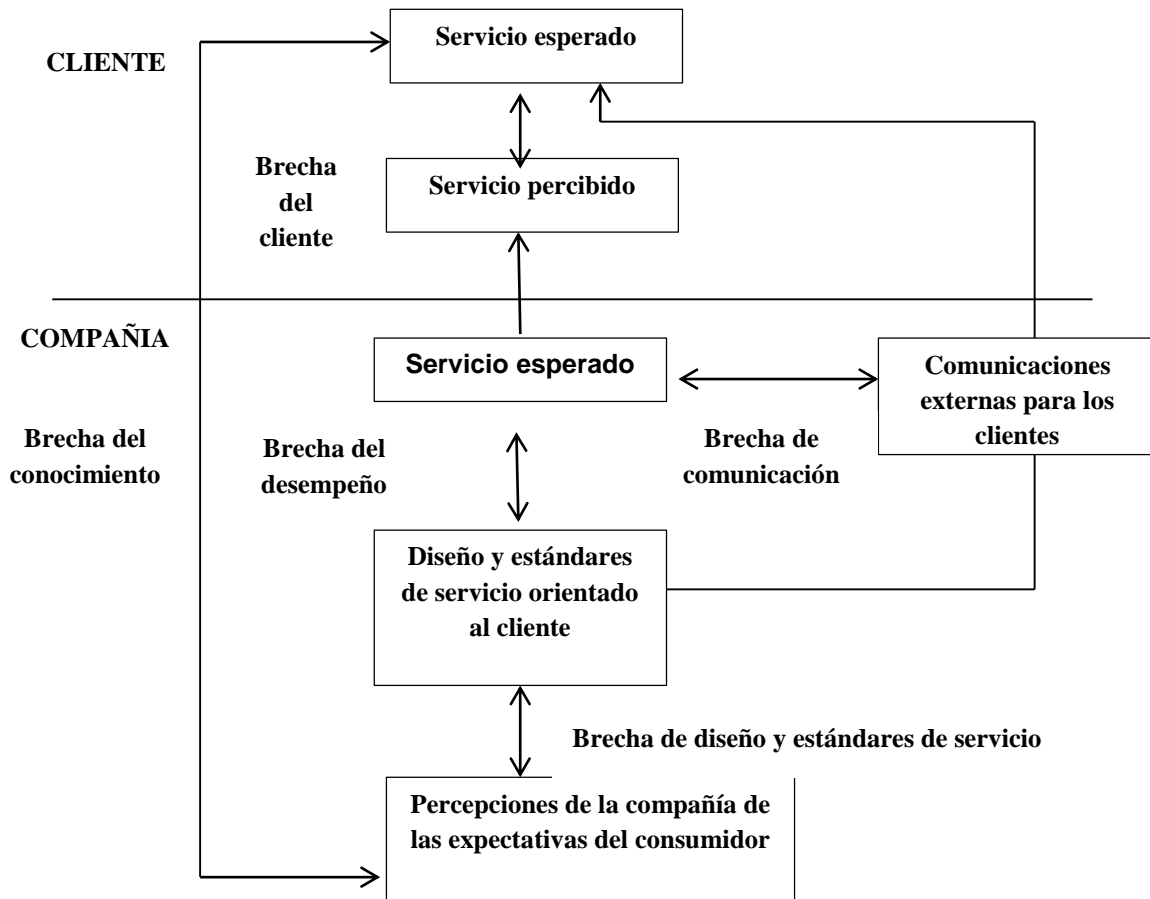 Servicio esperado
CLIENTE
Brecha
del
cliente
Servicio percibido
COMPAÑIA
Servicio esperado
Comunicaciones
externas para los
clientes
Brecha del
conocimiento
Brecha del
desempeño
Brecha de
comunicación
Diseño y estándares
de servicio orientado
al cliente
Brecha de diseño y estándares de servicio
Percepciones de la compañía de
las expectativas del consumidor